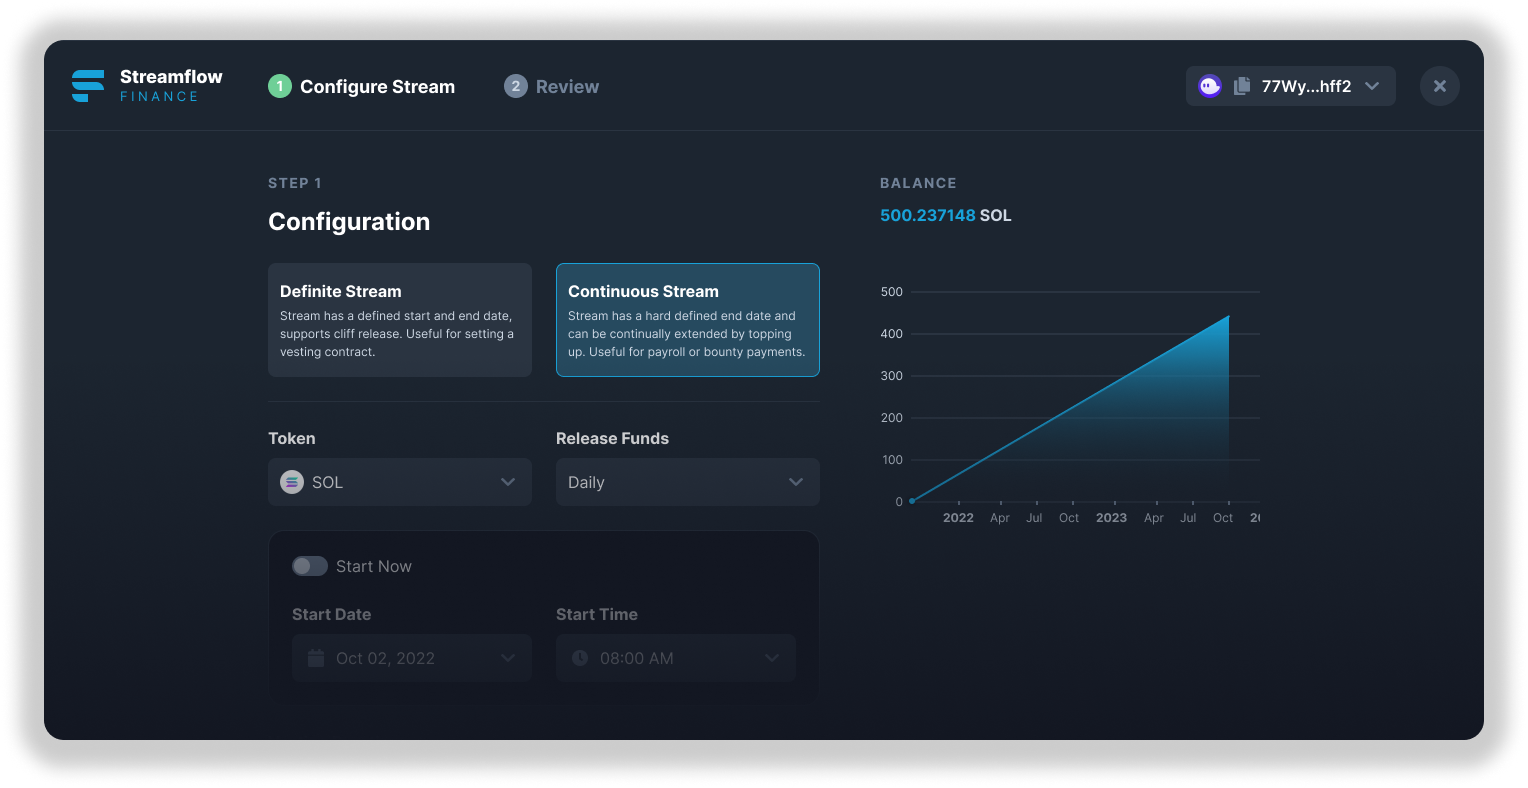 Streamflow
FINANCE
1 Configure Stream
2 Review
77Wy...hff2
STEP 1
Configuration
Definite Stream
Stream has a defined start and end date,
supports cliff release. Useful for setting a
vesting contract.
Continuous Stream
Stream has a hard defined end date and
can be continually extended by topping
up. Useful for payroll or bounty payments.
Token
SOL
Release Funds
Daily
Start Now
Start Date
Oct 02, 2022
Start Time
08:00 AM
BALANCE
500.237148 SOL
500
400
300
200
100
0
2022 Apr Jul Oct 2023 Apr Jul Oct